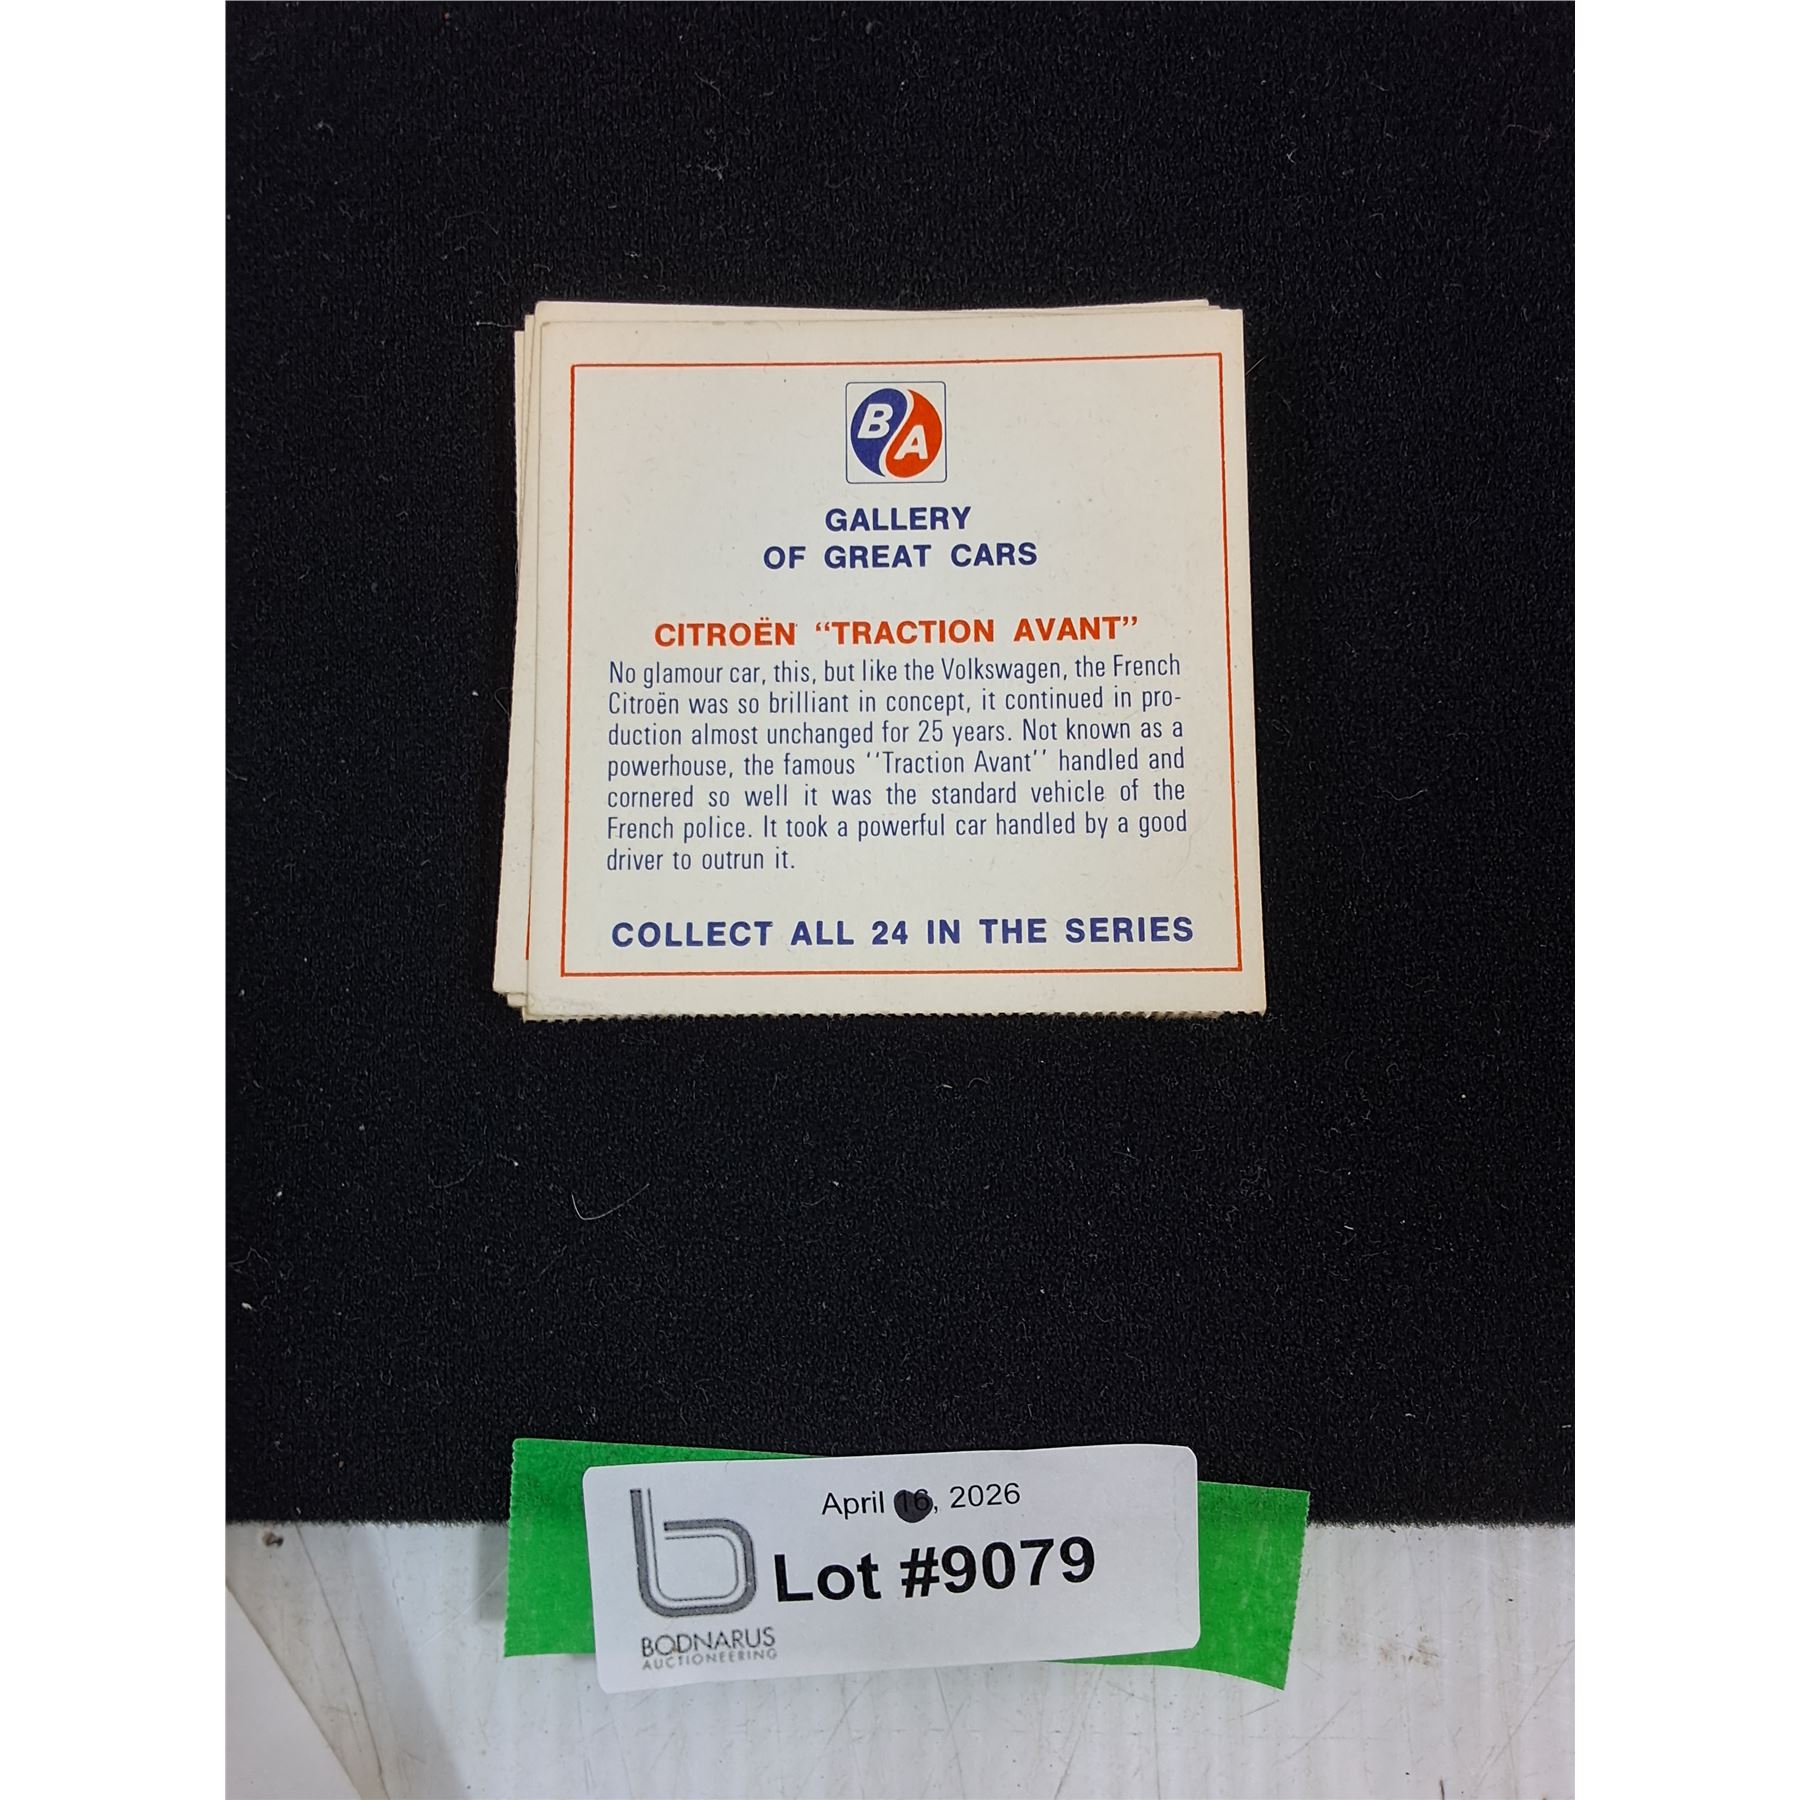 B A
GALLERY
OF GREAT CARS
CITROËN “TRACTION AVANT”
No glamour car, this, but like the Volkswagen, the French
Citroën was so brilliant in concept, it continued in pro-
duction almost unchanged for 25 years. Not known as a
powerhouse, the famous ''Traction Avant'' handled and
cornered so well it was the standard vehicle of the
French police. It took a powerful car handled by a good
driver to outrun it.
COLLECT ALL 24 IN THE SERIES
April 16, 2026
Lot #9079
b
BODNARUS
AUCTIONEERING